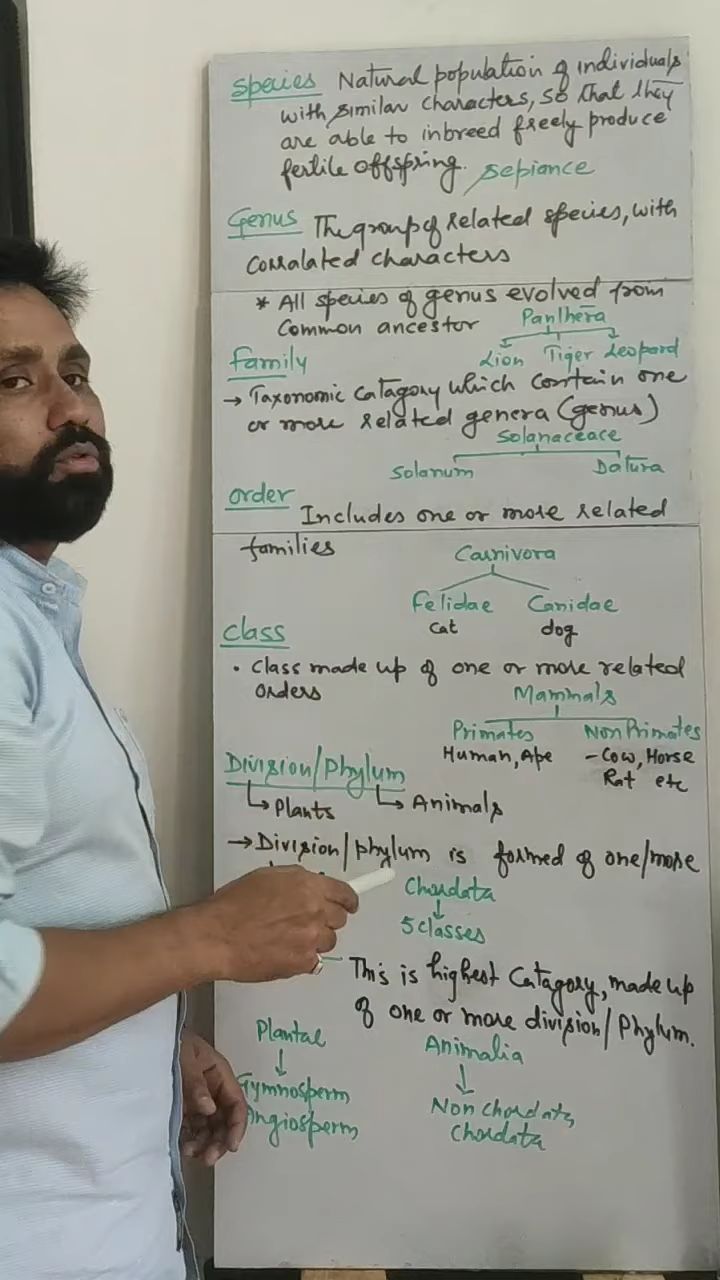 Species Natural population of individuals
with similar characters, so that they
are able to inbreed freely produce
fertile offspring. Sepiance
Genus The group of related species, with
Corralated characters
* All species of genus evolved from
Common ancestor Panthera
Lion Tiger Leopard
family
→ Taxonomic Catagory which contain one
or more related genera (genus)
Solanaceace
Solanum Datura
order Includes one or more related
families Carnivora
Felidae Canidae
Cat dog
Class
• Class made up of one or more related
orders Mammals
Primates Non Primates
Human, Ape - Cow, Horse
Rat etc
Division/Phylum
Plants Animals
→ Division/phylum is formed of one/more
Chordata
5 classes
This is highest Catagory, made up
of one or more division/Phylum.
Plantae Animalia
Gymnosperm Non chordata,
Angiosperm Chordata